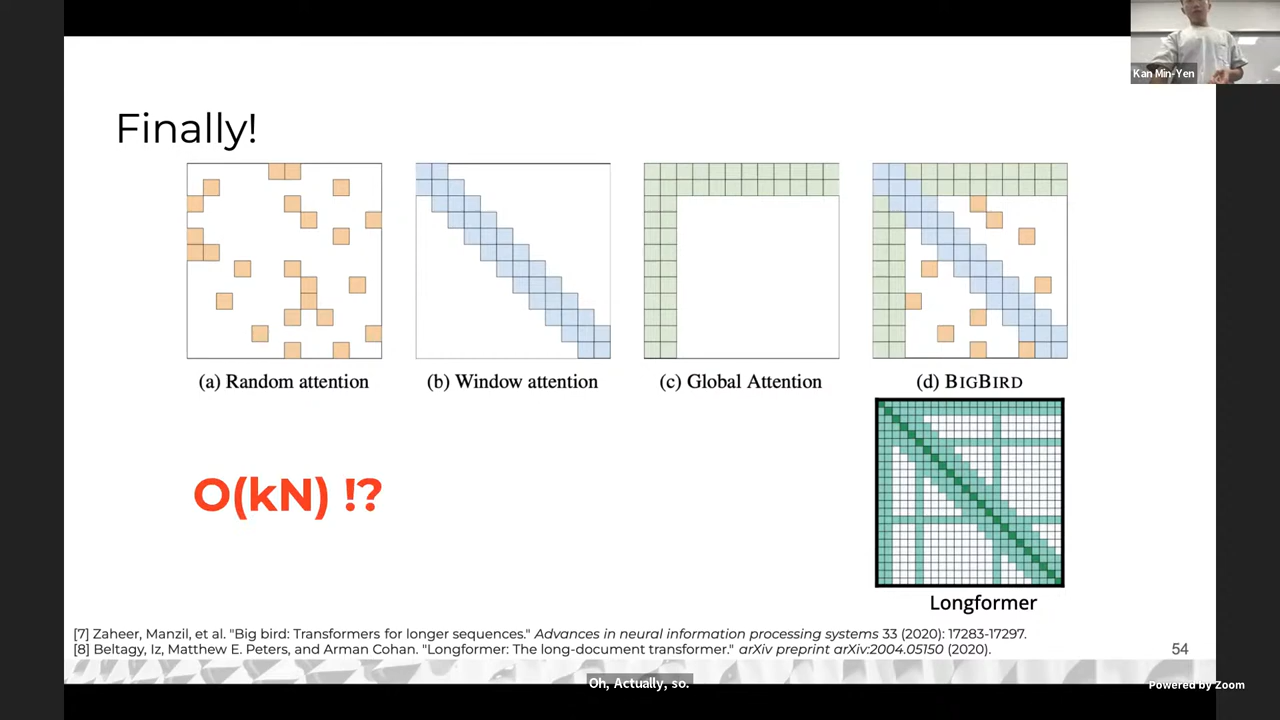 Kan Min-Yen
Finally!
(a) Random attention
(b) Window attention
(c) Global Attention
(d) BIGBIRD
O(kN) !?
Longformer
[7] Zaheer, Manzil, et al. "Big bird: Transformers for longer sequences." Advances in neural information processing systems 33 (2020): 17283-17297.
[8] Beltagy, Iz, Matthew E. Peters, and Arman Cohan. "Longformer: The long-document transformer." arXiv preprint arXiv:2004.05150 (2020).
54
Oh, Actually, so.
Powered by Zoom